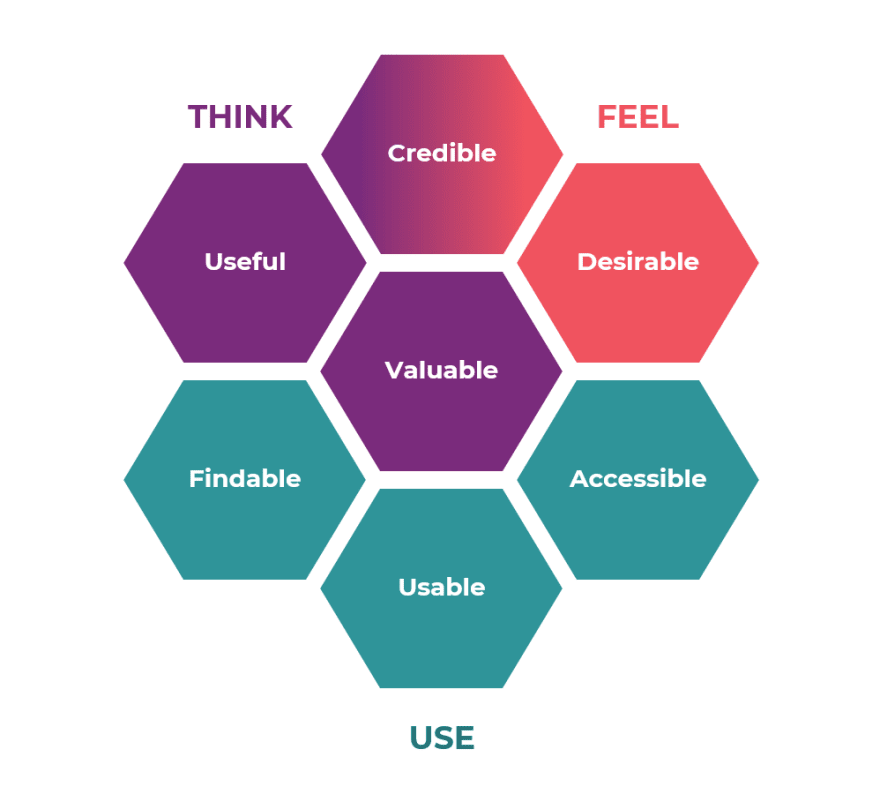 THINK
FEEL
Credible
Useful
Desirable
Valuable
Findable
Accessible
Usable
USE